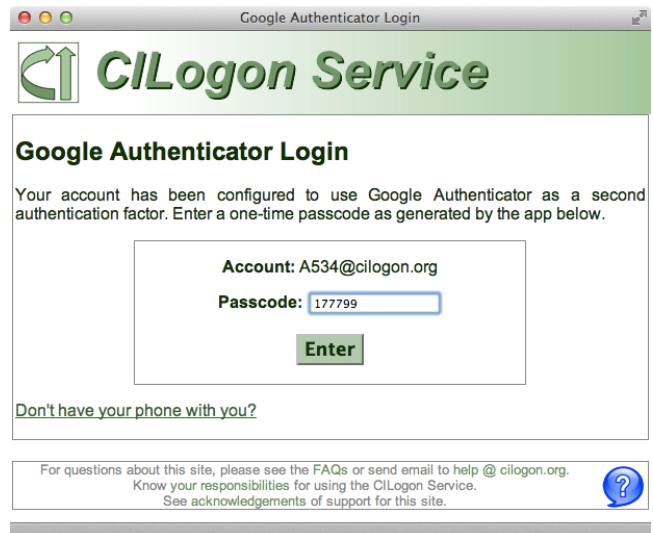 Google Authenticator Login
CILogon Service
Google Authenticator Login
Your account has been configured to use Google Authenticator as a second
authentication factor. Enter a one-time passcode as generated by the app below.
Account: A534@cilogon.org
Passcode: 177799
Enter
Don't have your phone with you?
For questions about this site, please see the FAQs or send email to help @ cilogon.org.
Know your responsibilities for using the CILogon Service.
See acknowledgements of support for this site.
?